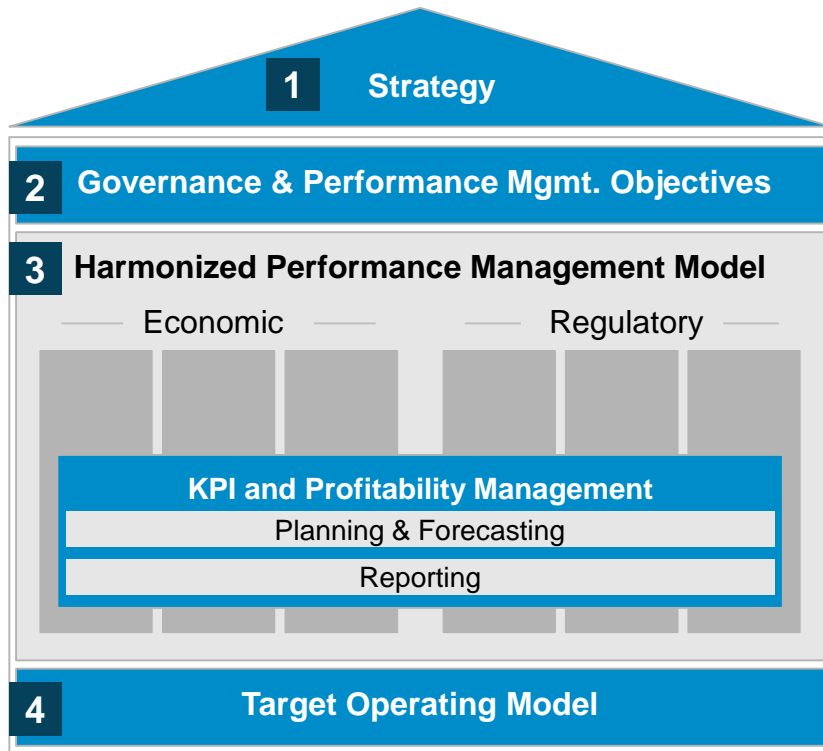 1 Strategy
2 Governance & Performance Mgmt. Objectives
3 Harmonized Performance Management Model
Economic Regulatory
KPI and Profitability Management
Planning & Forecasting
Reporting
4 Target Operating Model